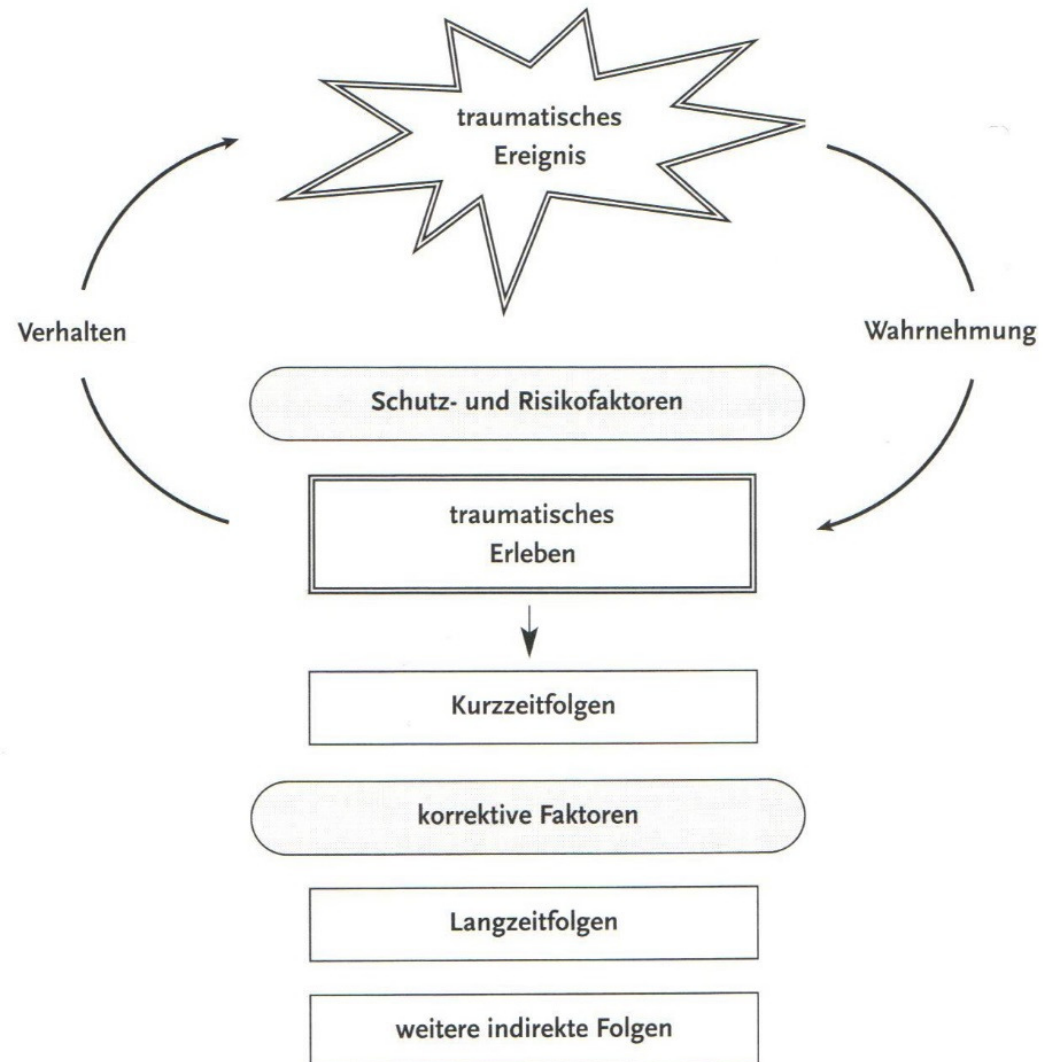 traumatisches
Ereignis
Verhalten
Wahrnehmung
Schutz- und Risikofaktoren
traumatisches
Erleben
Kurzzeitfolgen
korrektive Faktoren
Langzeitfolgen
weitere indirekte Folgen